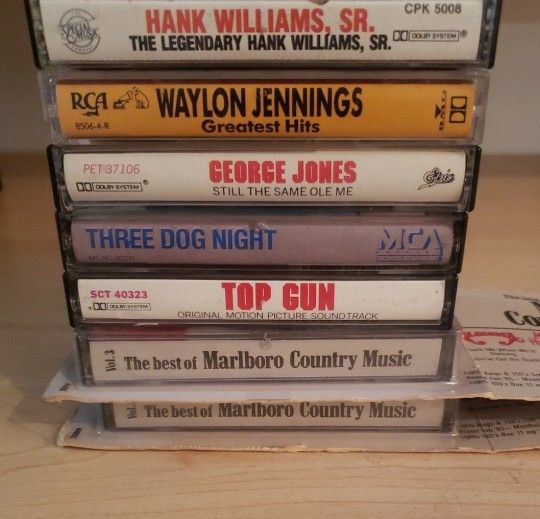 CPK 5008
HANK WILLIAMS, SR.
THE LEGENDARY HANK WILLIAMS, SR.
DOLBY SYSTEM®
RCA
8506-4-R
WAYLON JENNINGS
Greatest Hits
BMG
PET 37106
DOLBY SYSTEM®
GEORGE JONES
STILL THE SAME OLE ME
Epic
THREE DOG NIGHT
MCA
SCT 40323
DOLBY SYSTEM®
TOP GUN
ORIGINAL MOTION PICTURE SOUNDTRACK
Vol.3
The best of Marlboro Country Music
Vol.
The best of Marlboro Country Music